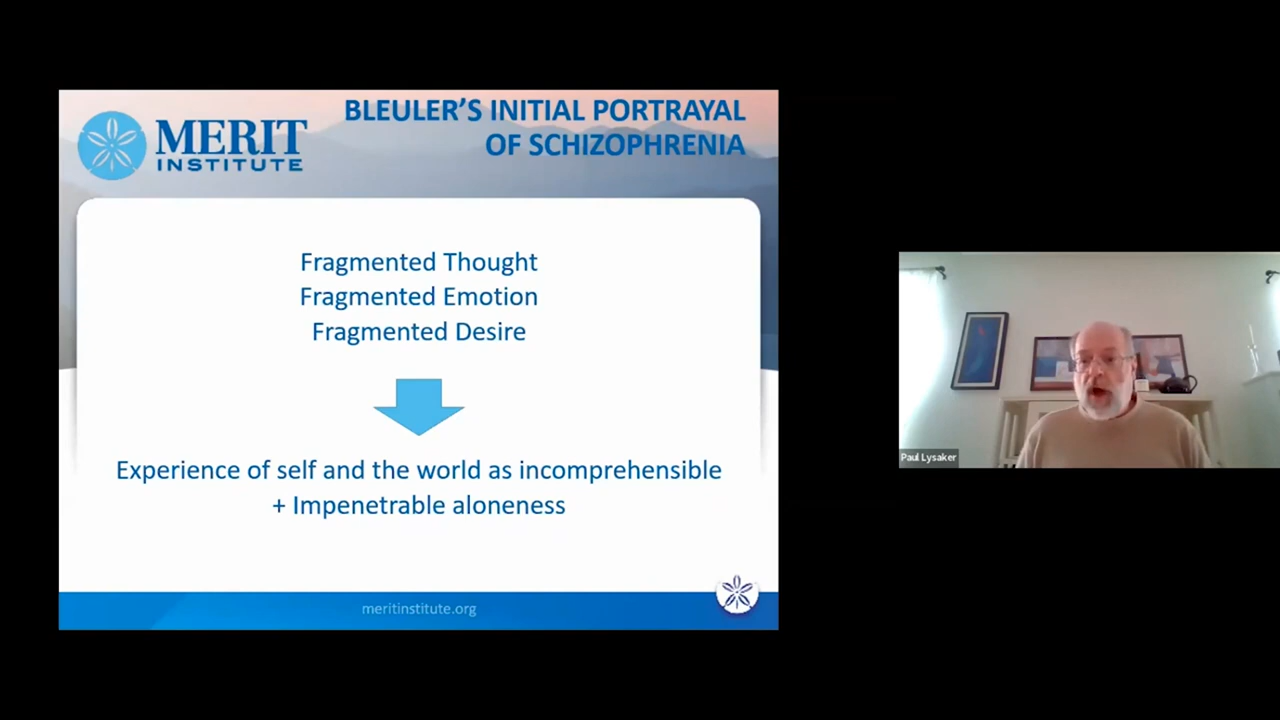 MERIT
INSTITUTE
BLEULER'S INITIAL PORTRAYAL
OF SCHIZOPHRENIA
Fragmented Thought
Fragmented Emotion
Fragmented Desire
Experience of self and the world as incomprehensible
+ Impenetrable aloneness
meritinstitute.org
Paul Lysaker